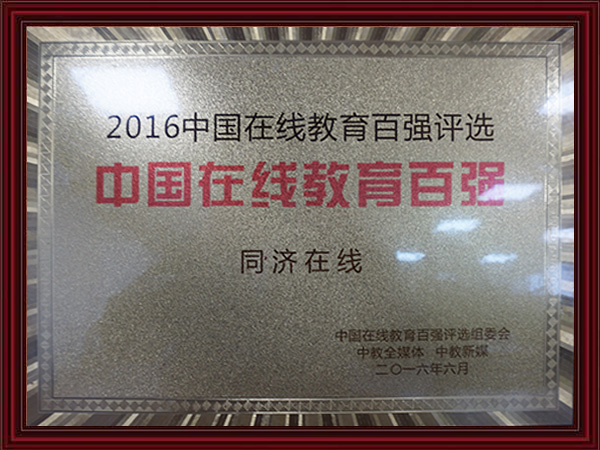 2016中国在线教育百强评选
中国在线教育百强
同济在线
中国在线教育百强评选组委会
中教全媒体 中教新媒
二〇一六年六月